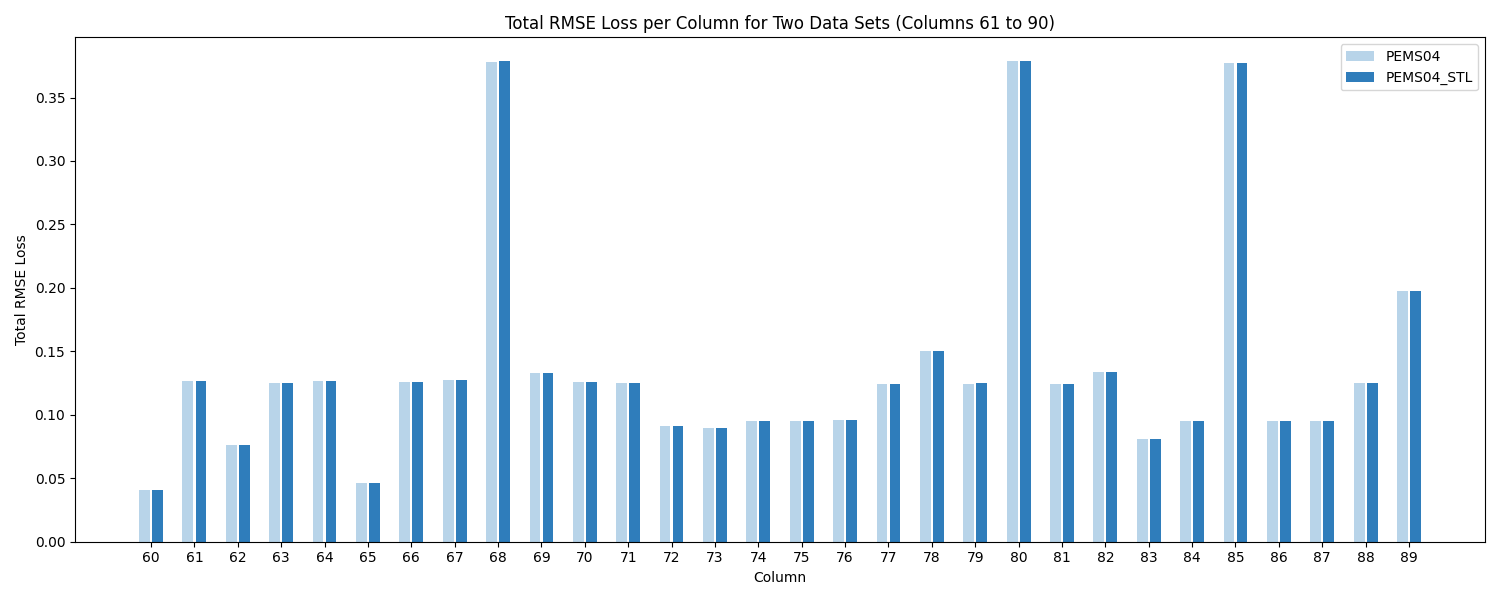 Total RMSE Loss per Column for Two Data Sets (Columns 61 to 90)
PEMS04
PEMS04_STL
Total RMSE Loss
0.35
0.30
0.25
0.20
0.15
0.10
0.05
0.00
60 61 62 63 64 65 66 67 68 69 70 71 72 73 74 75 76 77 78 79 80 81 82 83 84 85 86 87 88 89
Column